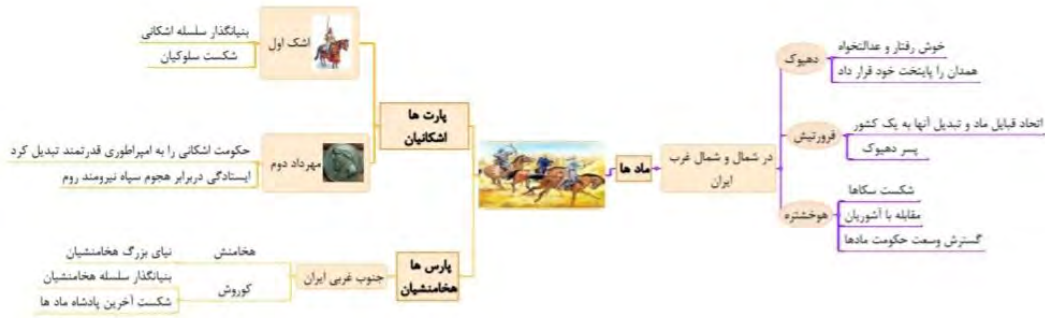 ماد ها
در شمال و شمال غرب
ایران
دهیوک
خوش رفتار و عدالتخواه
همدان را پایتخت خود قرار داد
فرورتیش
اتحاد قبایل ماد و تبدیل آنها به یک کشور
پسر دهیوک
هوخشتره
شکست سکاها
مقابله با آشوریان
گسترش وسعت حکومت مادها
پارت ها
اشکانیان
اشک اول
بنیانگذار سلسله اشکانی
شکست سلوکیان
مهرداد دوم
حکومت اشکانی را به امپراطوری قدرتمند تبدیل کرد
ایستادگی دربرابر هجوم سپاه نیرومند روم
پارس ها
هخامنشیان
جنوب غربی ایران
هخامنش
نیای بزرگ هخامنشیان
کوروش
بنیانگذار سلسله هخامنشیان
شکست آخرین پادشاه ماد ها